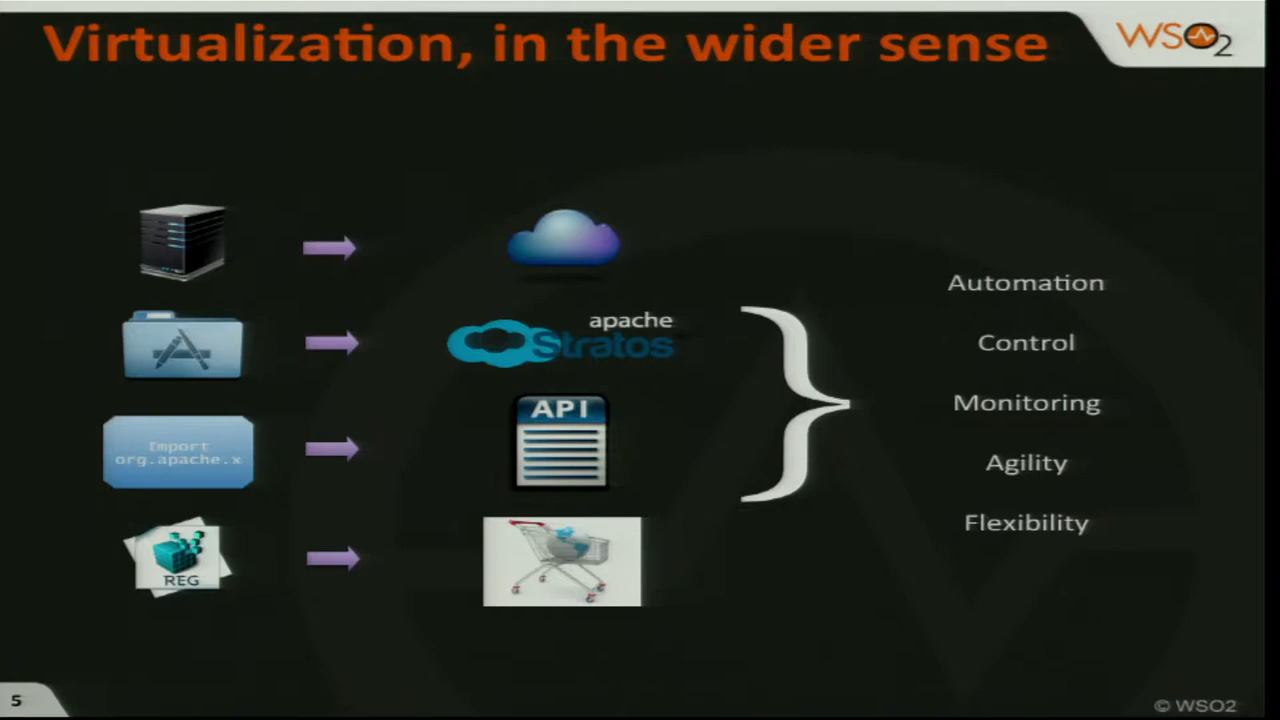 Virtualization, in the wider sense
WSO2
apache
Stratos
API
Import
org.apache.x
REG
Automation
Control
Monitoring
Agility
Flexibility
5
© WSO2